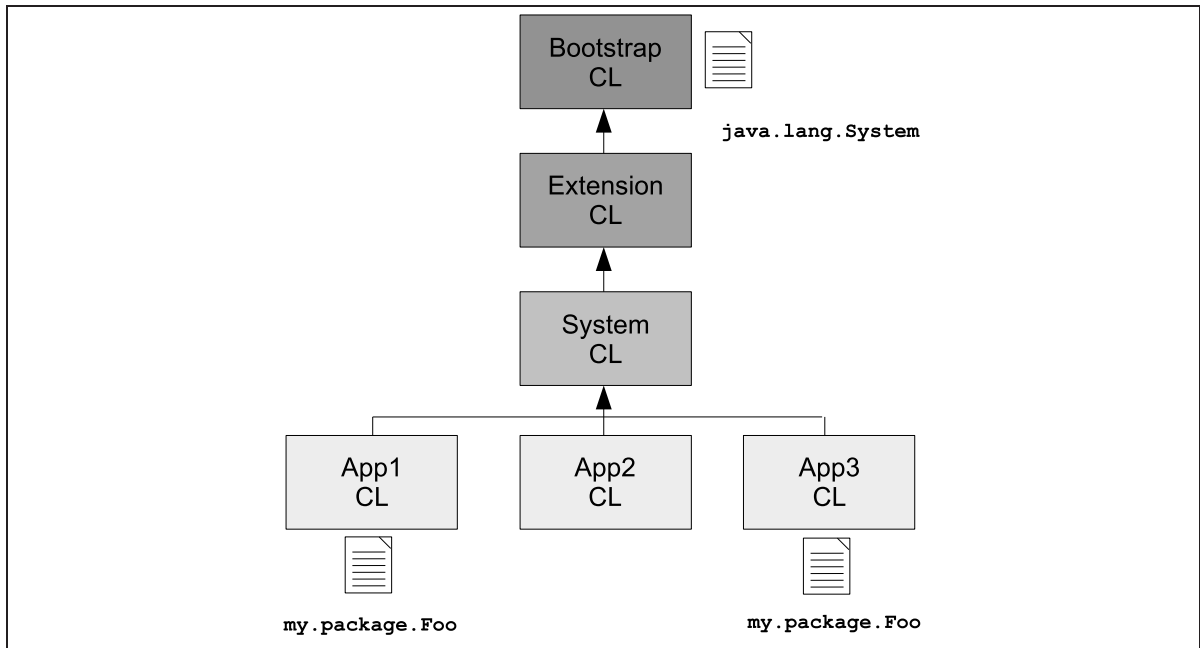 Bootstrap
CL
java.lang.System
Extension
CL
System
CL
App1
CL
App2
CL
App3
CL
my.package.Foo
my.package.Foo